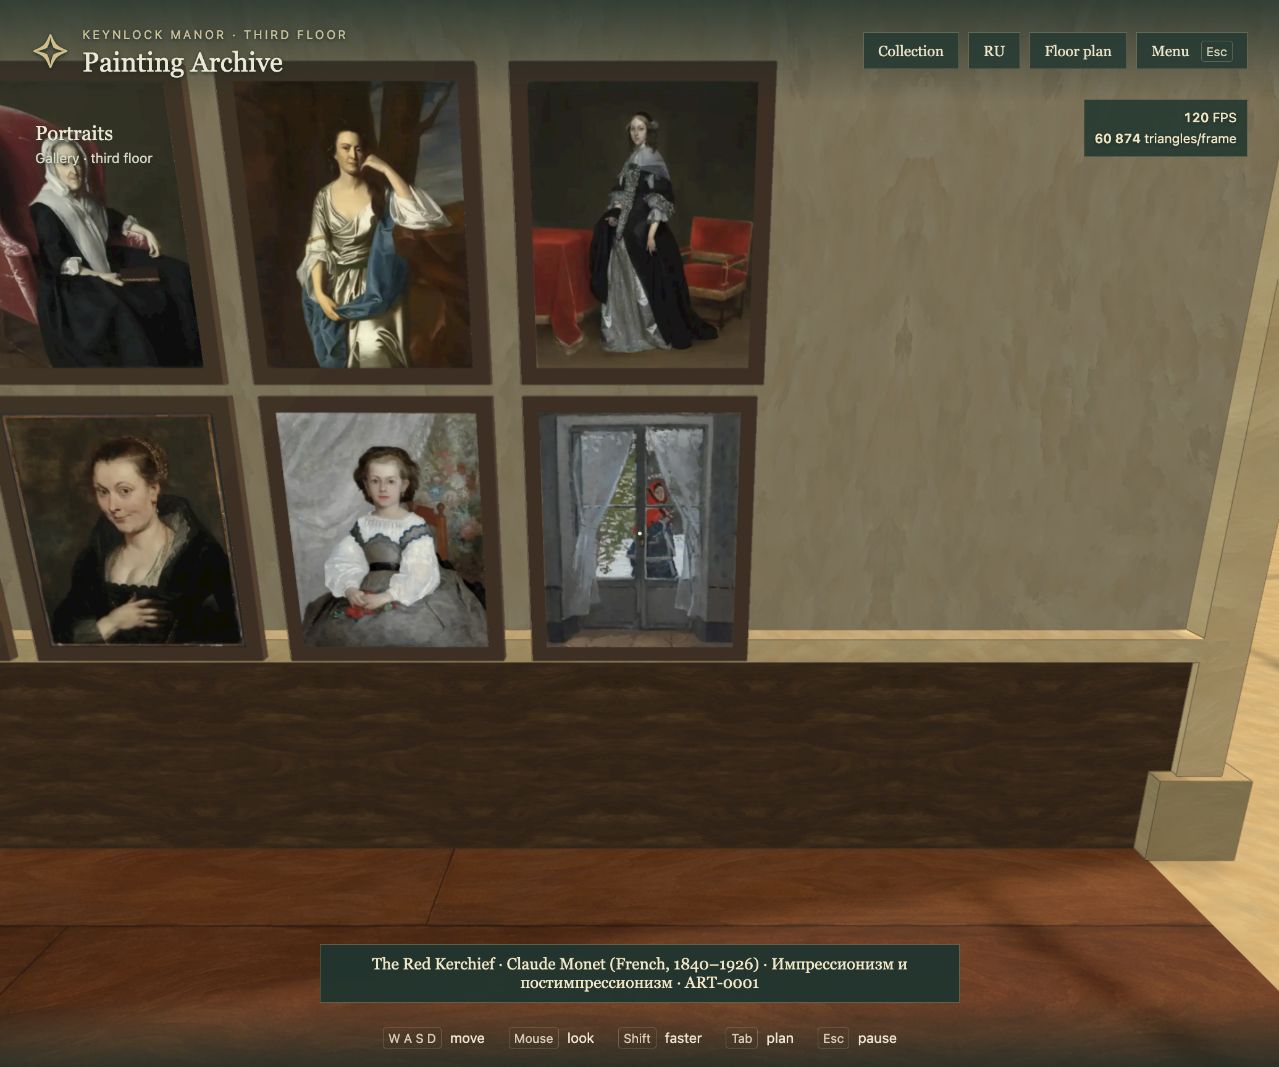 KEYNLOCK MANOR · THIRD FLOOR
Painting Archive
Collection
RU
Floor plan
Menu Esc
120 FPS
60 874 triangles/frame
Portraits
Gallery · third floor
The Red Kerchief · Claude Monet (French, 1840–1926) · Импрессионизм и
постимпрессионизм · ART-0001
W A S D move Mouse look Shift faster Tab plan Esc pause